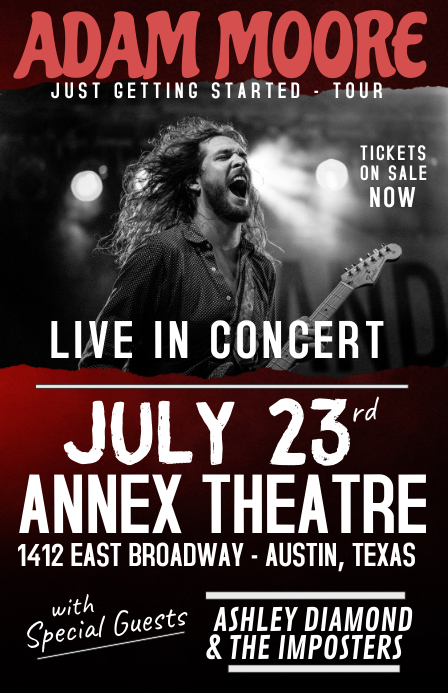 ADAM MOORE
JUST GETTING STARTED - TOUR
TICKETS
ON SALE
NOW
LIVE IN CONCERT
JULY 23rd
ANNEX THEATRE
1412 EAST BROADWAY - AUSTIN, TEXAS
with
Special Guests
ASHLEY DIAMOND
& THE IMPOSTERS